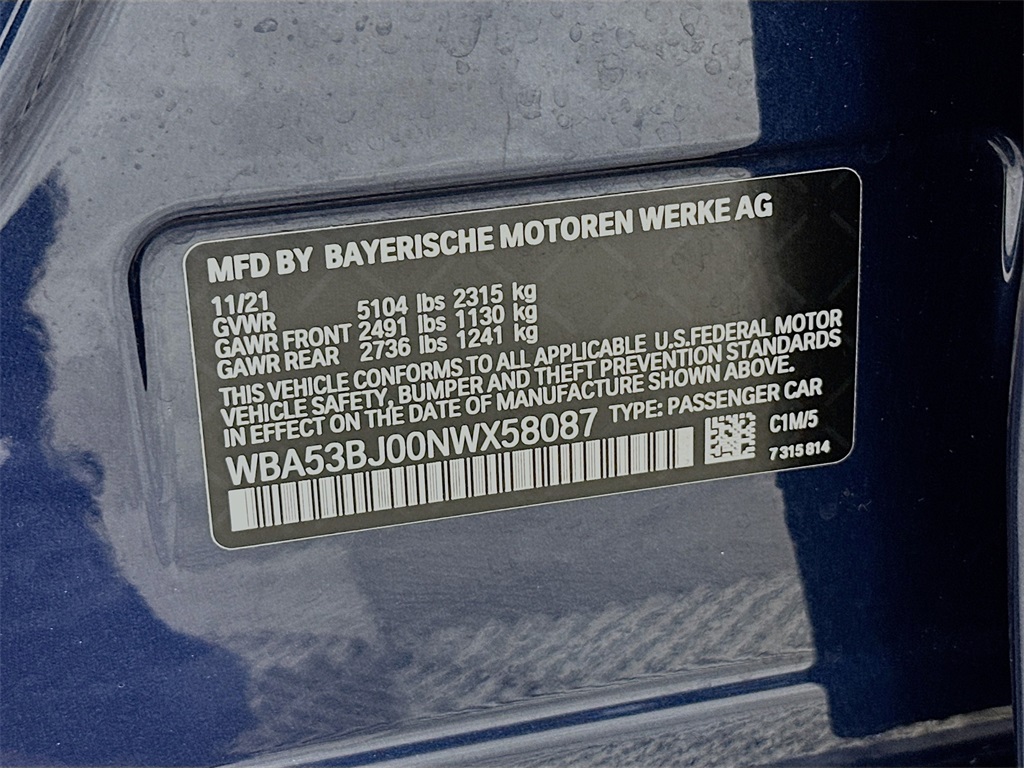 MFD BY BAYERISCHE MOTOREN WERKE AG
11/21
GVWR 5104 lbs 2315 kg
GAWR FRONT 2491 lbs 1130 kg
GAWR REAR 2736 lbs 1241 kg
THIS VEHICLE CONFORMS TO ALL APPLICABLE U.S.FEDERAL MOTOR
VEHICLE SAFETY, BUMPER AND THEFT PREVENTION STANDARDS
IN EFFECT ON THE DATE OF MANUFACTURE SHOWN ABOVE.
WBA53BJ00NWX58087 TYPE: PASSENGER CAR
C1M/5
7 315 814